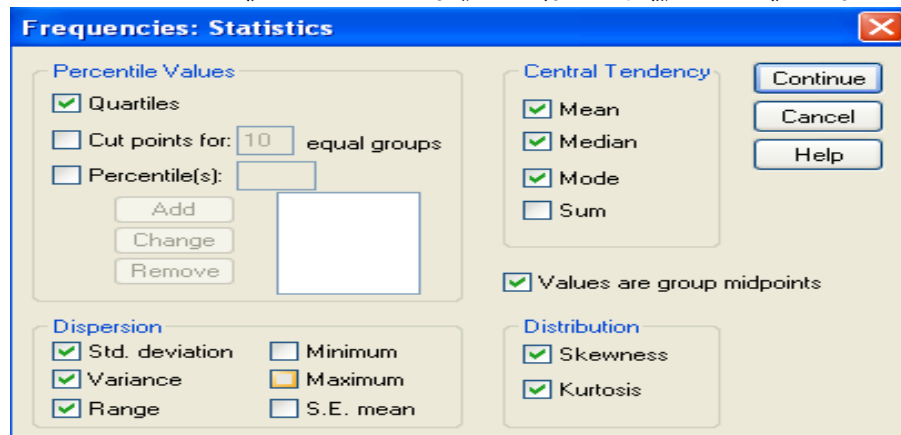 Frequencies: Statistics
Percentile Values
Quartiles
Cut points for: 10 equal groups
Percentile(s):
Add
Change
Remove
Central Tendency
Mean
Median
Mode
Sum
Continue
Cancel
Help
Values are group midpoints
Dispersion
Std. deviation
Minimum
Variance
Maximum
Range
S.E. mean
Distribution
Skewness
Kurtosis